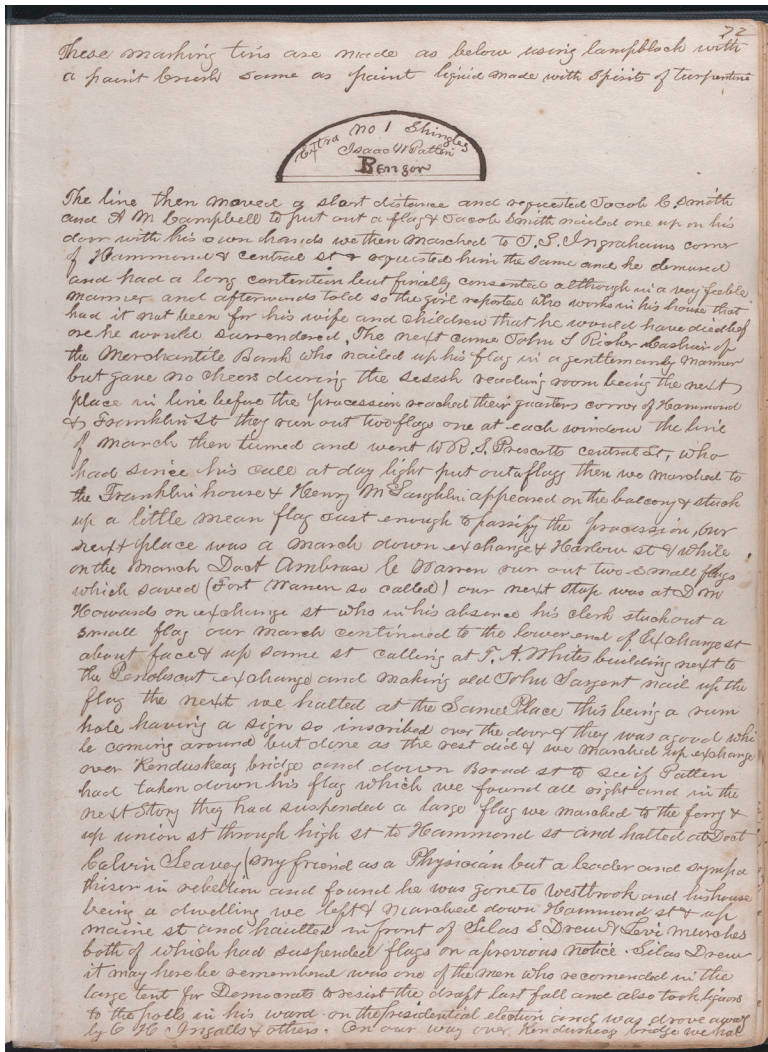 72
These marking tins are made as below using lampblack with
a paint brush same as paint liquid made with spirits of turpentine
Extra No 1 Shingles
Isaac W Patten
Bangor
The line then moved a short distance and requested Jacob C. Smith
and A M Campbell to put out a flag & Jacob Smith nailed one up on his
door with his own hands we then marched to T. S. Ingrahams corner
of Hammond & central st & requested him the same and he demured
and had a long contention but finally consented although in a very feeble
manner and afterwards told so the girl reported who works in his house that
had it not been for his wife and children that he would have died bef
ore he would surrendered. The next came John S Ricker Cashier of
the Merchantile Bank who nailed up his flag in a gentlemanly manner
but gave no cheers during the sesesh reading room being the next
place in line before the procession reached their quarters corner of Hammond
& Franklin St they run out two flags one at each window the line
of march then turned and went to R. S. Prescotts central St, who
had since his call at day light put out a flagg then we marched to
the Franklin house & Henry McLaughlin appeared on the balcony & stuck
up a little mean flag Just enough to passify the procession, Our
next place was a march down exchange & Harlow st & while
on the march Doct Ambrose C Warren run out two small flags
which saved (Fort Warren so called) our next stop was at D M
Howards on exchange st who in his absence his clerk stuck out a
small flag our march continued to the lower end of Exchange st
about face & up same st calling at T. A. Whites building next to
the Penobscut exchange and making old John Sargent nail up the
flag the next we halted at the Same Place this being a rum
hole having a sign so inscribed over the door & they was a good whi
le coming around but done as the rest did & we marched up exchange
over Kenduskeag bridge and down Broad st to see if Patten
had taken down his flag which we found all right and in the
next Story they had suspended a large flag we marched to the ferry &
up union st through high st to Hammond st and halted at Doct
Calvin Seavey (my friend as a Physician but a leader and sympa
thiser in rebellion and found he was gone to Westbrook and his house
being a dwelling we left & marched down Hammond st & up
maine st and haulted in front of Silas S Drew & Levi murches
both of which had suspended flags on a previous notice. Silas Drew
it may here be remembered was one of the men who recomended in the
large tent for Democrats to resist the draft last fall and also took liquors
to the polls in his ward on the presidential election and was drove away
by C H. Ingalls & others. On our way over Kenduskeag bridge we hal